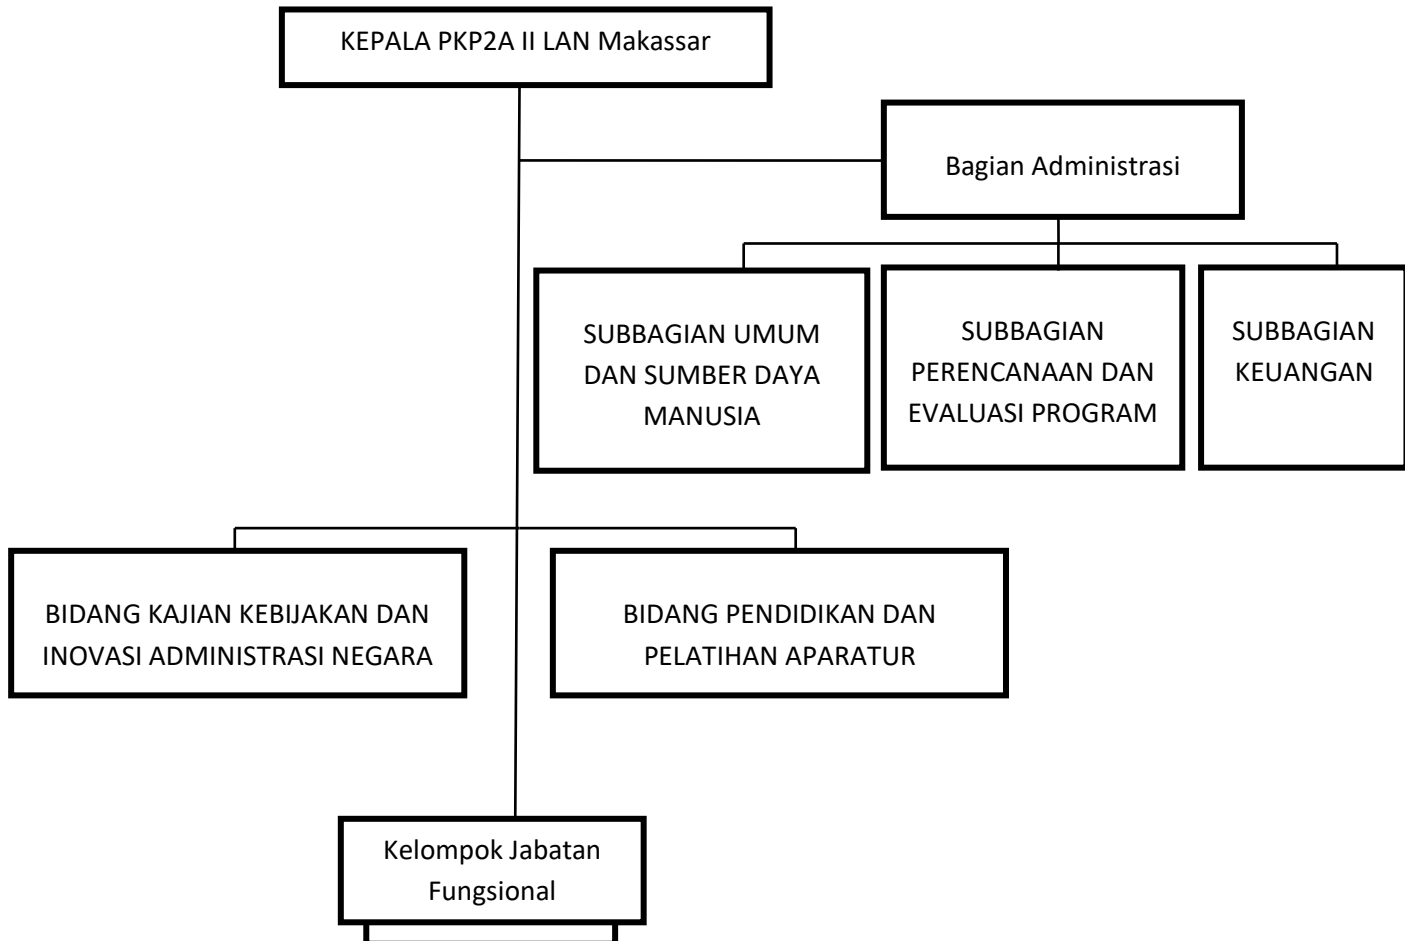 KEPALA PKP2A II LAN Makassar
Bagian Administrasi
SUBBAGIAN UMUM
DAN SUMBER DAYA
MANUSIA
SUBBAGIAN
PERENCANAAN DAN
EVALUASI PROGRAM
SUBBAGIAN
KEUANGAN
BIDANG KAJIAN KEBIJAKAN DAN
INOVASI ADMINISTRASI NEGARA
BIDANG PENDIDIKAN DAN
PELATIHAN APARATUR
Kelompok Jabatan
Fungsional